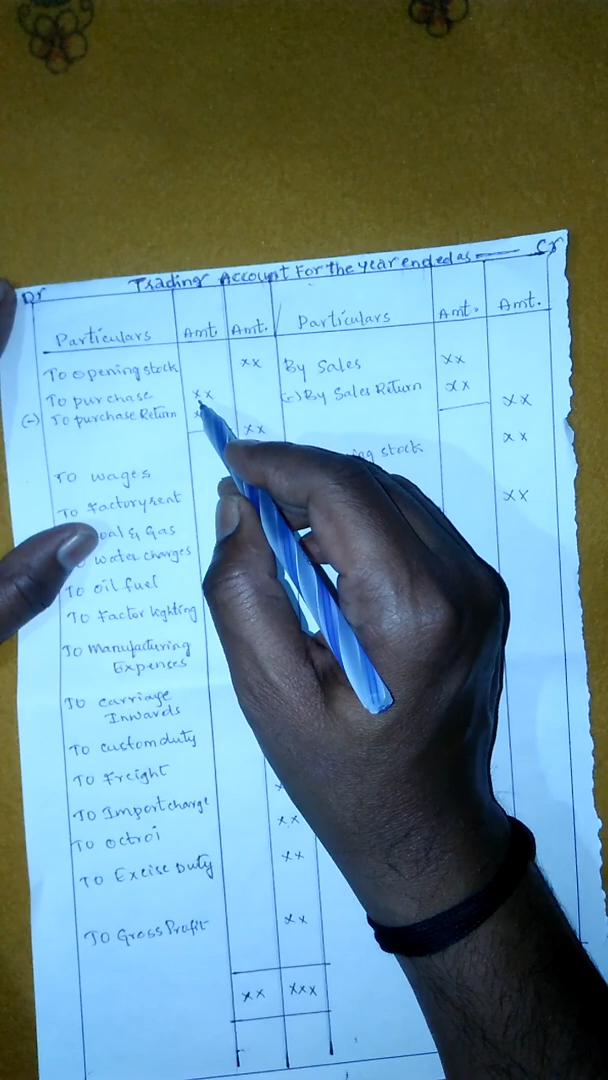 Dr Trading Account For the year ended as Cr
Particulars Amt. Amt. Particulars Amt. Amt.
To opening stock xx By Sales xx
To purchase xx (-) By Sales Return xx xx
(-) To purchase Return xx
stock xx
To wages
To Factory rent xx
& Gas
water charges
To oil fuel
To Factor lighting
To Manufacturing
Expenses
To carriage
Inwards
To custom duty
To Freight
To Import charge xx
To octroi
To Excise Duty xx
To Gross Profit xx
xx xxx